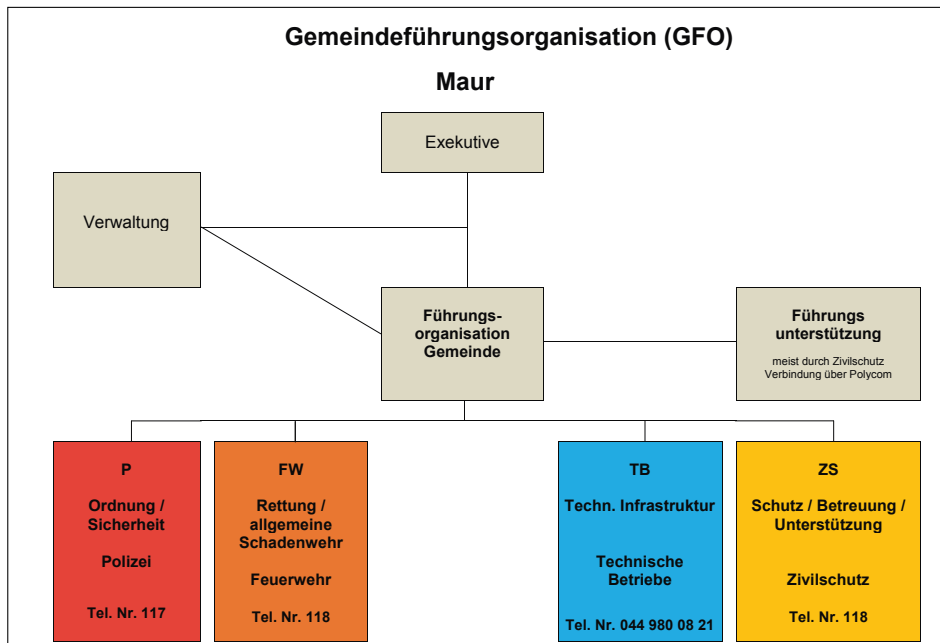 Gemeindeführungsorganisation (GFO)
Maur
Exekutive
Verwaltung
Führungs-
organisation
Gemeinde
Führungs
unterstützung
meist durch Zivilschutz
Verbindung über Polycom
P
Ordnung /
Sicherheit
Polizei
Tel. Nr. 117
FW
Rettung /
allgemeine
Schadenwehr
Feuerwehr
Tel. Nr. 118
TB
Techn. Infrastruktur
Technische
Betriebe
Tel. Nr. 044 980 08 21
ZS
Schutz / Betreuung /
Unterstützung
Zivilschutz
Tel. Nr. 118